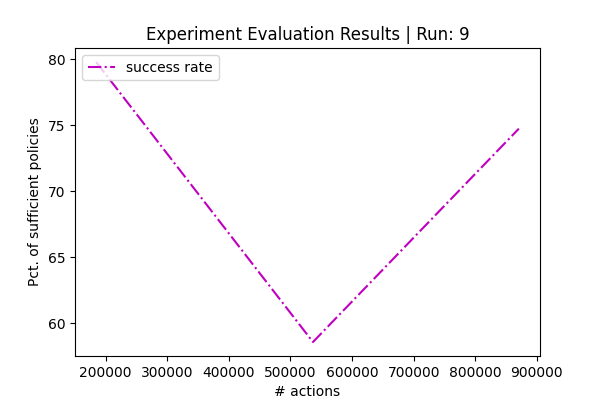 Experiment Evaluation Results | Run: 9
success rate
Pct. of sufficient policies
80
75
70
65
60
200000 300000 400000 500000 600000 700000 800000 900000
# actions